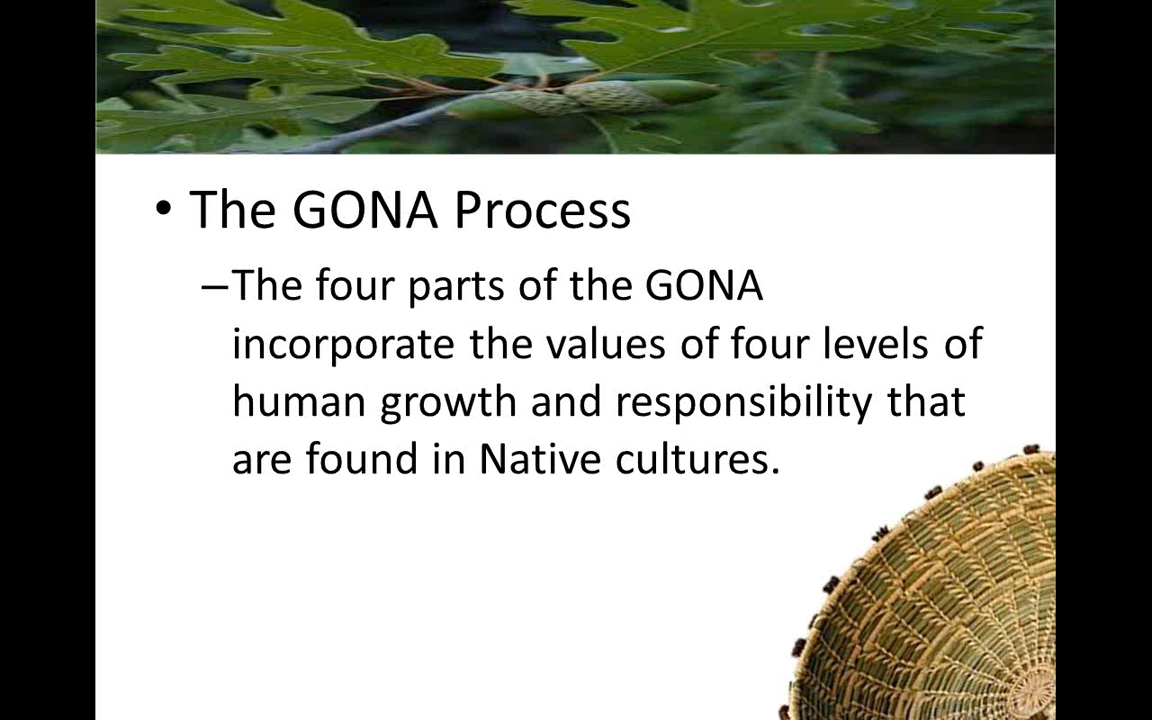 • The GONA Process
–The four parts of the GONA
incorporate the values of four levels of
human growth and responsibility that
are found in Native cultures.